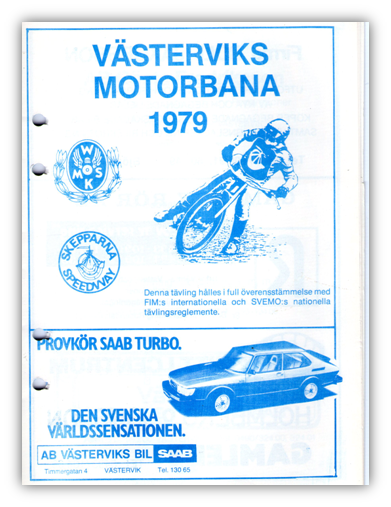 VÄSTERVIKS
MOTORBANA
1979
W
M O S
K
SKEPPARNA
SPEEDWAY
Denna tävling hålles i full överensstämmelse med
FIM:s internationella och SVEMO:s nationella
tävlingsreglemente.
PROVKÖR SAAB TURBO.
DEN SVENSKA
VÄRLDSSENSATIONEN.
AB VÄSTERVIKS BIL SAAB
Timmergatan 4 VÄSTERVIK Tel. 130 65